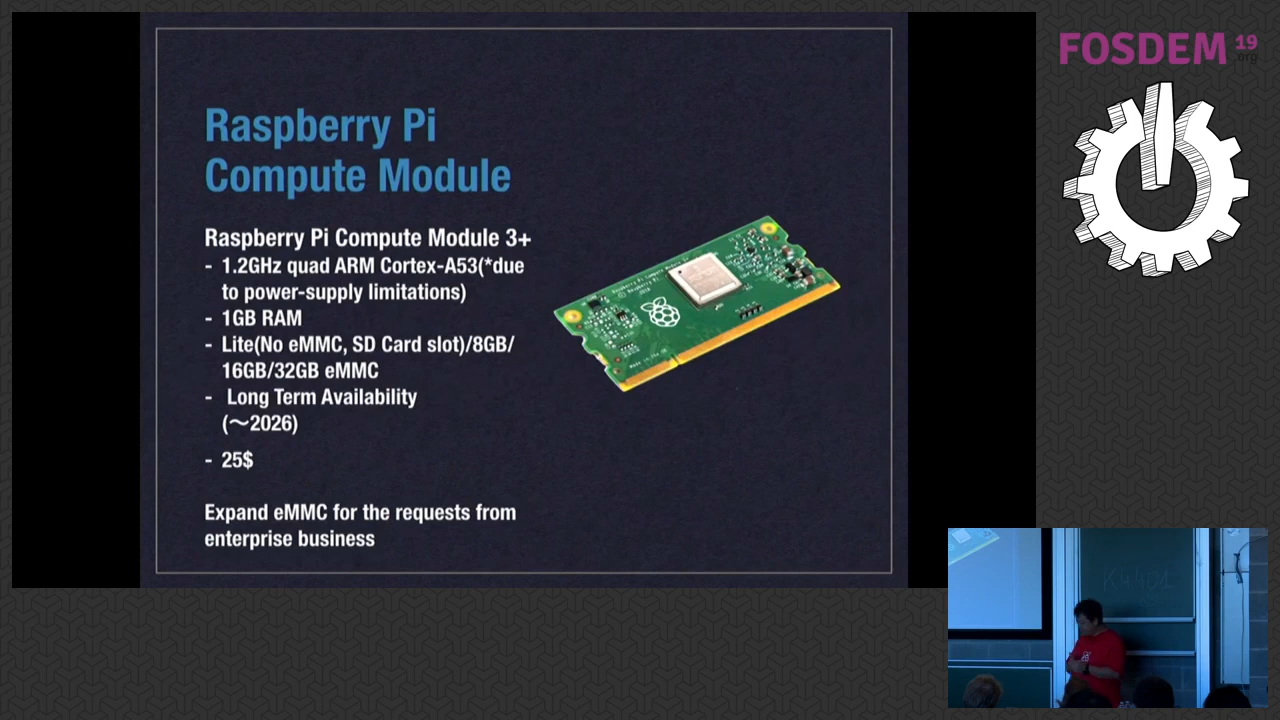 FOSDEM 19
.org
Raspberry Pi
Compute Module
Raspberry Pi Compute Module 3+
- 1.2GHz quad ARM Cortex-A53(*due
to power-supply limitations)
- 1GB RAM
- Lite(No eMMC, SD Card slot)/8GB/
16GB/32GB eMMC
- Long Term Availability
(〜2026)
- 25$
Expand eMMC for the requests from
enterprise business